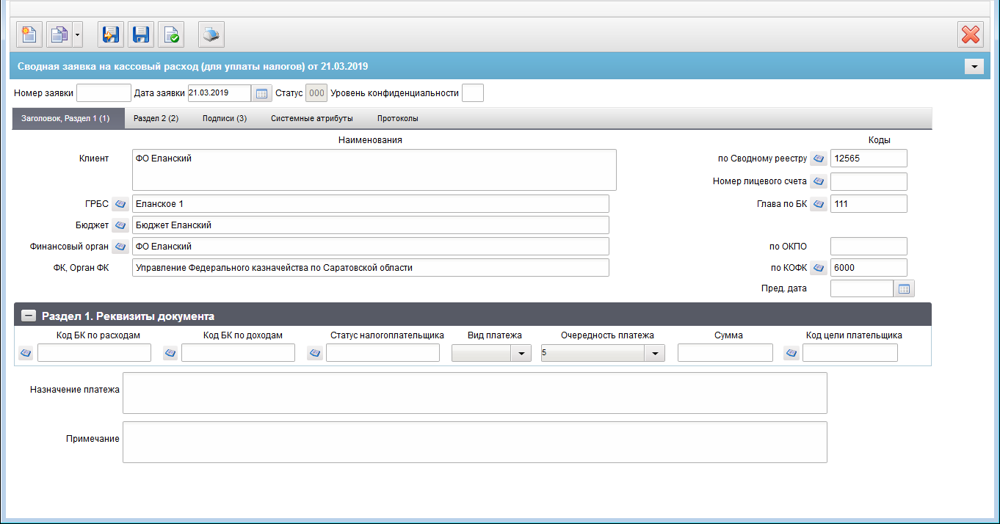 Сводная заявка на кассовый расход (для уплаты налогов) от 21.03.2019
Номер заявки Дата заявки 21.03.2019 Статус 000 Уровень конфиденциальности
Заголовок, Раздел 1 (1) Раздел 2 (2) Подписи (3) Системные атрибуты Протоколы
Наименования Коды
Клиент ФО Еланский по Сводному реестру 12565
Номер лицевого счета
ГРБС Еланское 1 Глава по БК 111
Бюджет Бюджет Еланский
Финансовый орган ФО Еланский по ОКПО
ФК, Орган ФК Управление Федерального казначейства по Саратовской области по КОФК 6000
Пред. дата
Раздел 1. Реквизиты документа
Код БК по расходам Код БК по доходам Статус налогоплательщика Вид платежа Очередность платежа Сумма Код цели плательщика
5
Назначение платежа
Примечание